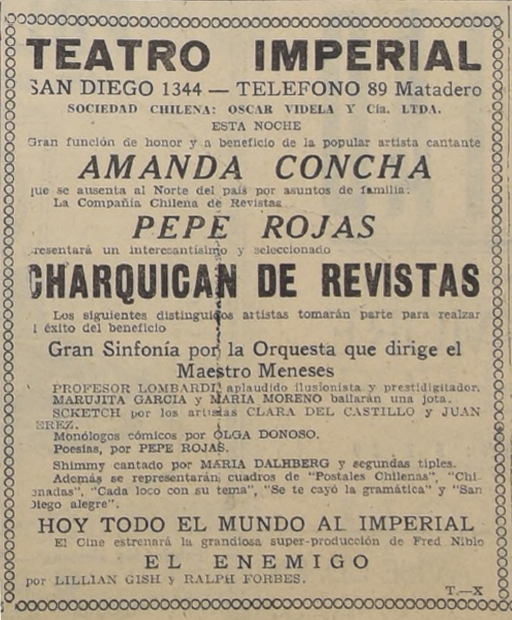 TEATRO IMPERIAL
SAN DIEGO 1344 — TELEFONO 89 Matadero
SOCIEDAD CHILENA: OSCAR VIDELA Y Cía. LTDA.
ESTA NOCHE
Gran función de honor y a beneficio de la popular artista cantante
AMANDA CONCHA
que se ausenta al Norte del país por asuntos de familia:
La Compañía Chilena de Revistas
PEPE ROJAS
resentará un interesantísimo y seleccionado
CHARQUICAN DE REVISTAS
Los siguientes distinguidos artistas tomarán parte para realzar
l éxito del beneficio
Gran Sinfonía por la Orquesta que dirige el
Maestro Meneses
PROFESOR LOMBARDI, aplaudido ilusionista y prestidigitador.
MARUJITA GARCIA y MARIA MORENO bailarán una jota.
SCKETCH por los artistas CLARA DEL CASTILLO y JUAN
EREZ.
Monólogos cómicos por OLGA DONOSO.
Poesías, por PEPE ROJAS.
Shimmy cantado por MARIA DALHBERG y segundas tiples.
Además se representarán cuadros de "Postales Chilenas", "Chi-
onadas", "Cada loco con su tema", "Se te cayó la gramática" y "San
Diego alegre".
HOY TODO EL MUNDO AL IMPERIAL
El Cine estrenará la grandiosa super-producción de Fred Niblo
EL ENEMIGO
por LILLIAN GISH y RALPH FORBES.
T.—X